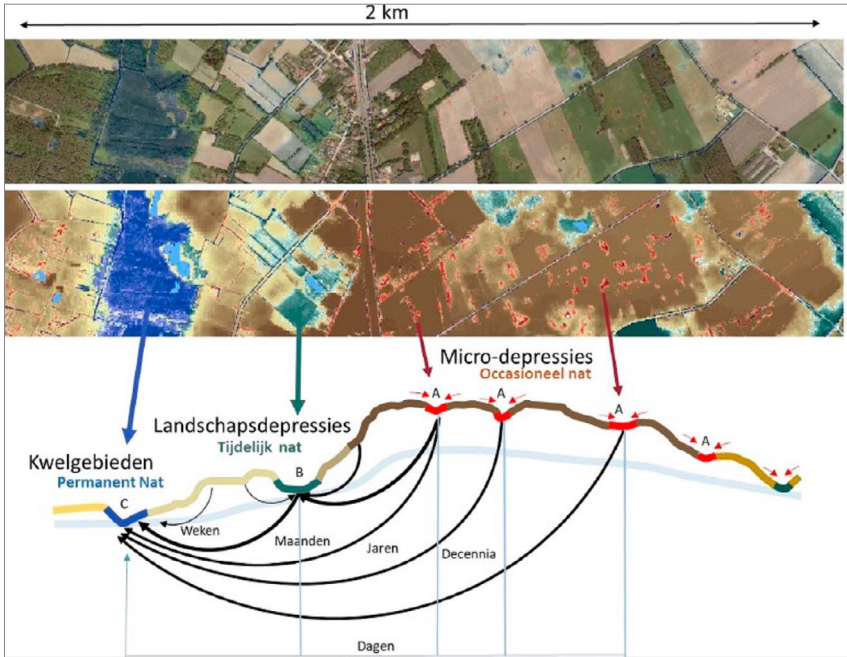 2 km
Micro-depressies
Occasioneel nat
A
A
A
A
Landschapsdepressies
Tijdelijk nat
B
Kwelgebieden
Permanent Nat
C
Weken
Maanden
Jaren
Decennia
Dagen